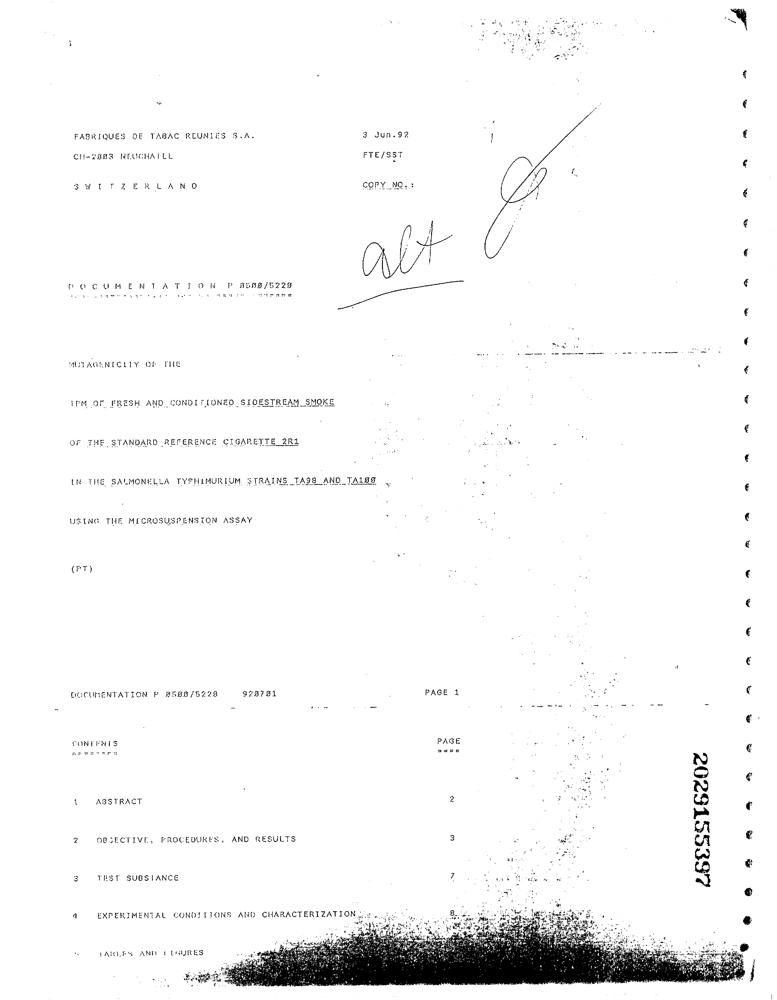 1
FABRIQUES DE TABAC REUNIES S.A. 3 Jun.92
CH-2003 NEUCHATEL FTE/SST
S W I T Z E R L A N D COPY NO.:
alt
D O C U M E N T A T I O N P 0500/5220
MUTAGENICITY OF THE
TPM OF FRESH AND CONDITIONED SIDESTREAM SMOKE
OF THE STANDARD REFERENCE CIGARETTE 2R1
IN THE SALMONELLA TYPHIMURIUM STRAINS TA98 AND TA100
USING THE MICROSUSPENSION ASSAY
(PT)
DOCUMENTATION P 0500/5220 920701 PAGE 1
CONTENTS PAGE
1 ABSTRACT 2
2 OBJECTIVE, PROCEDURES, AND RESULTS 3
3 TEST SUBSTANCE 7
4 EXPERIMENTAL CONDITIONS AND CHARACTERIZATION 8
5 TABLES AND FIGURES
2029155397